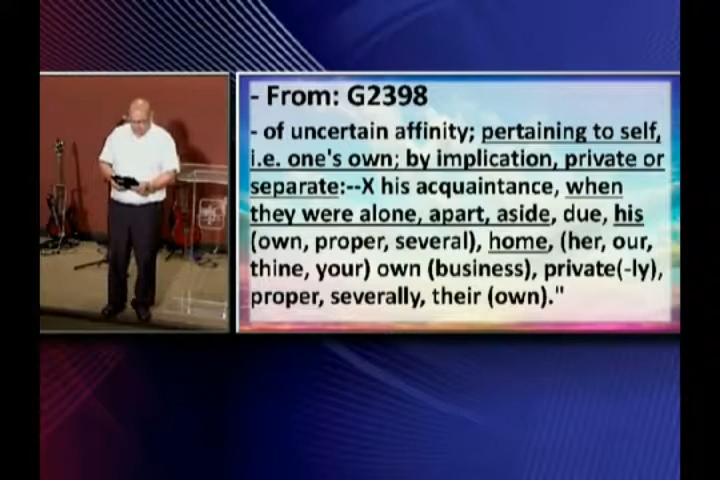 - From: G2398
- of uncertain affinity; pertaining to self,
i.e. one's own; by implication, private or
separate:--X his acquaintance, when
they were alone, apart, aside, due, his
(own, proper, several), home, (her, our,
thine, your) own (business), private(-ly),
proper, severally, their (own)."